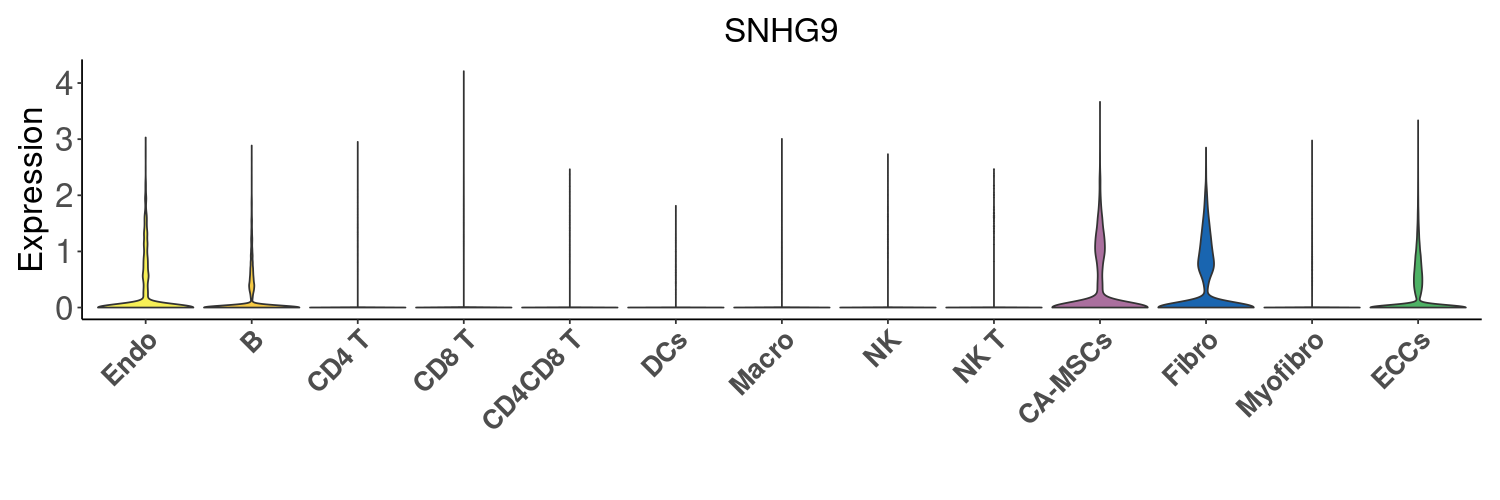 SNHG9
Expression
4
3
2
1
0
Endo
B
CD4 T
CD8 T
CD4CD8 T
DCs
Macro
NK
NK T
CA-MSCs
Fibro
Myofibro
ECCs